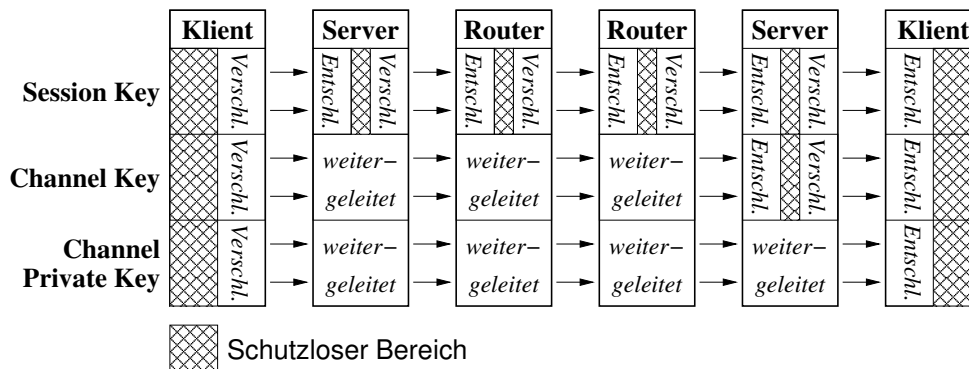 Klient Server Router Router Server Klient
Session Key Verschl. Entschl. Verschl. Entschl. Verschl. Entschl. Verschl. Entschl. Verschl. Entschl.
Channel Key Verschl. weiter– weiter– weiter– Entschl. Verschl. Entschl.
geleitet geleitet geleitet
Channel Verschl. weiter– weiter– weiter– weiter– Entschl.
Private Key geleitet geleitet geleitet geleitet
Schutzloser Bereich